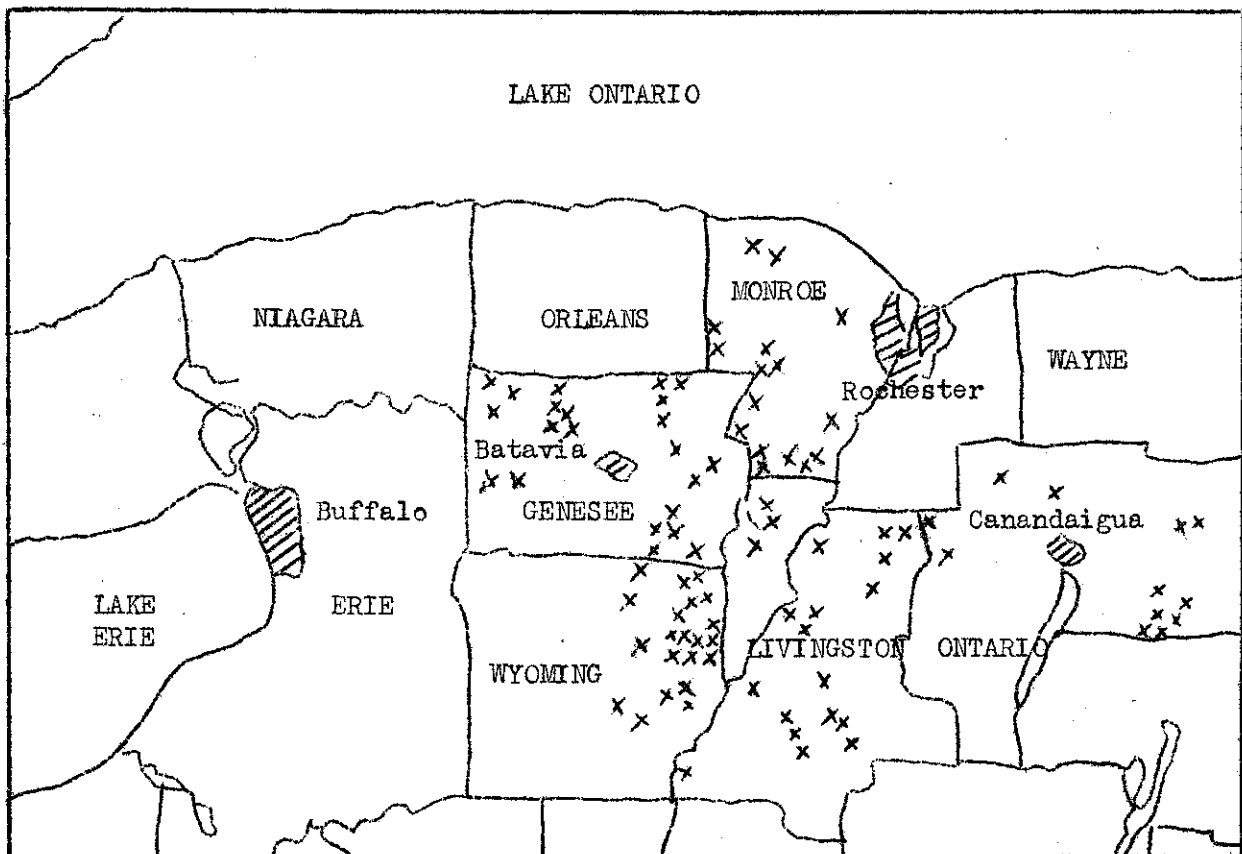 LAKE ONTARIO
MONROE
NIAGARA
ORLEANS
WAYNE
Rochester
Batavia
Buffalo
GENESEE
Canandaigua
LAKE
ERIE
ERIE
WYOMING
LIVINGSTON
ONTARIO